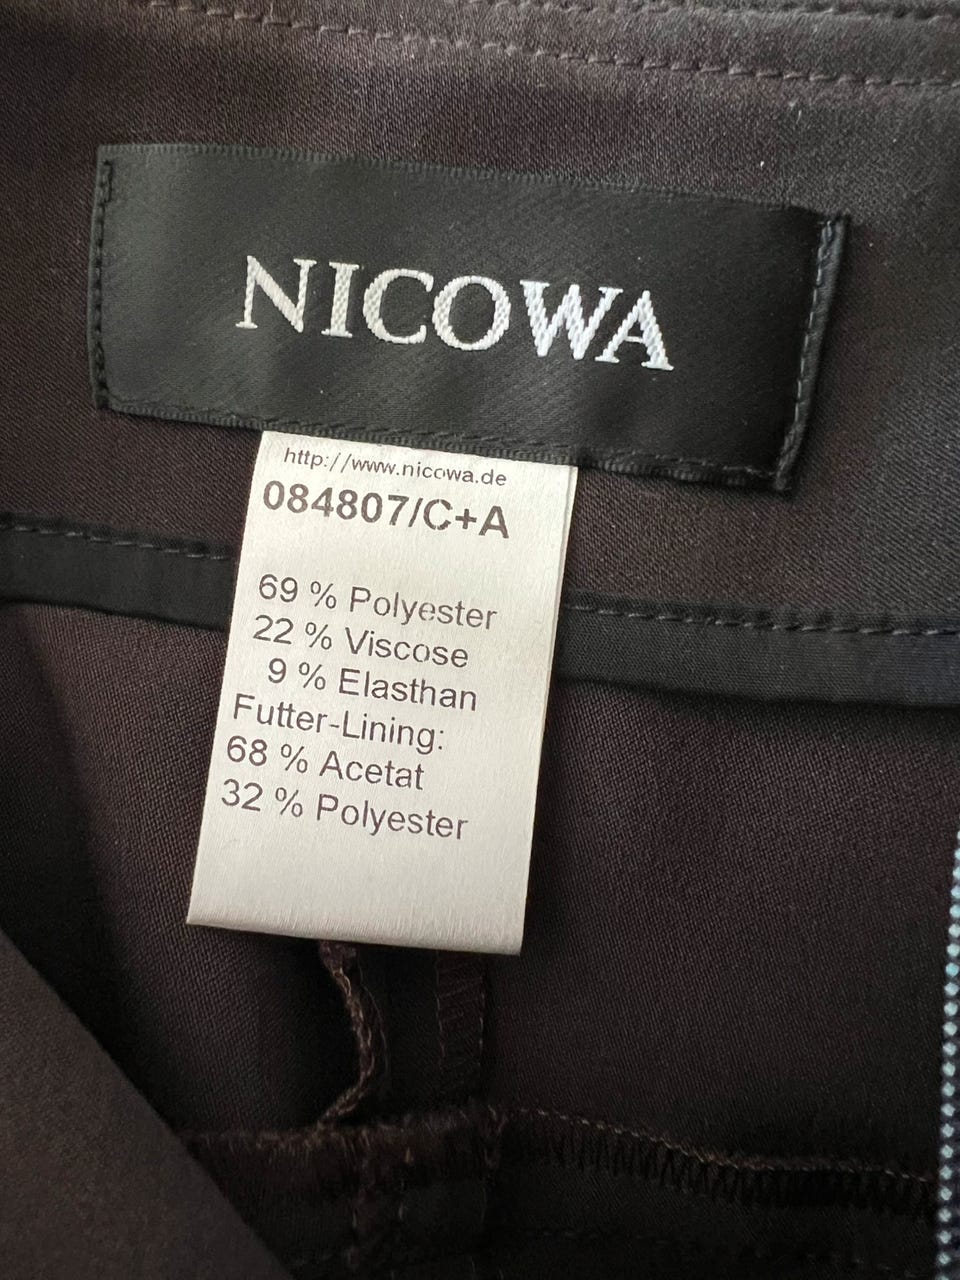 NICOWA
http://www.nicowa.de
084807/C+A
69 % Polyester
22 % Viscose
9 % Elasthan
Futter-Lining:
68 % Acetat
32 % Polyester